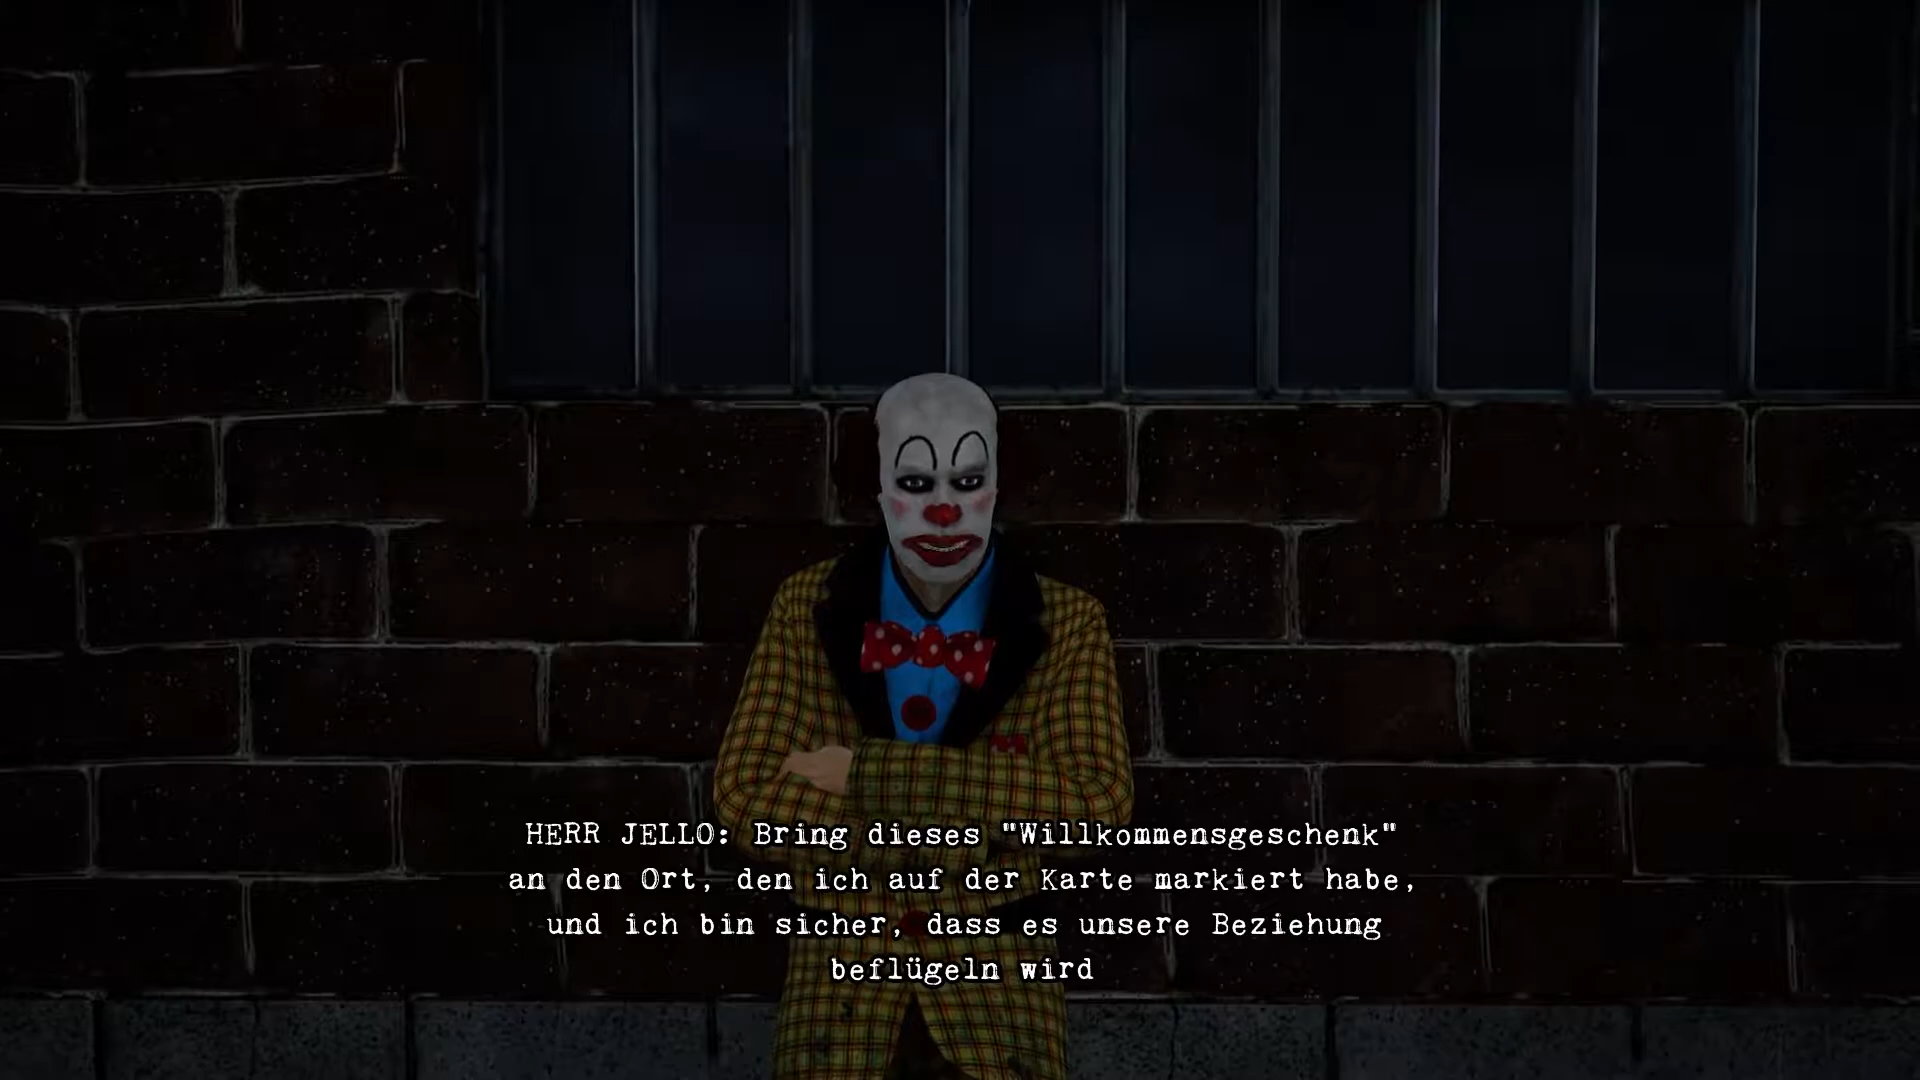 HERR JELLO: Bring dieses "Willkommensgeschenk"
an den Ort, den ich auf der Karte markiert habe,
und ich bin sicher, dass es unsere Beziehung
beflügeln wird